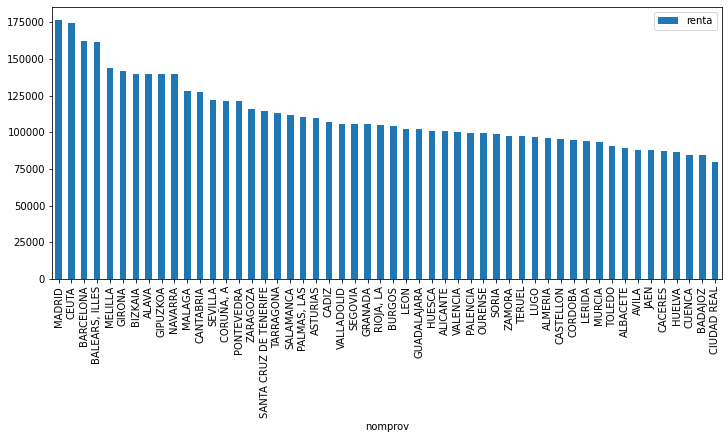 175000
150000
125000
100000
75000
50000
25000
0
renta
MADRID
CEUTA
BARCELONA
BALEARS, ILLES
MELILLA
GIRONA
BIZKAIA
ALAVA
GIPUZKOA
NAVARRA
MALAGA
CANTABRIA
SEVILLA
CORUÑA, A
PONTEVEDRA
ZARAGOZA
SANTA CRUZ DE TENERIFE
TARRAGONA
SALAMANCA
PALMAS, LAS
ASTURIAS
CADIZ
VALLADOLID
SEGOVIA
GRANADA
RIOJA, LA
BURGOS
LEON
GUADALAJARA
HUESCA
ALICANTE
VALENCIA
PALENCIA
OURENSE
SORIA
ZAMORA
TERUEL
LUGO
ALMERIA
CASTELLON
CORDOBA
LERIDA
MURCIA
TOLEDO
ALBACETE
AVILA
JAEN
CACERES
HUELVA
CUENCA
BADAJOZ
CIUDAD REAL
nomprov